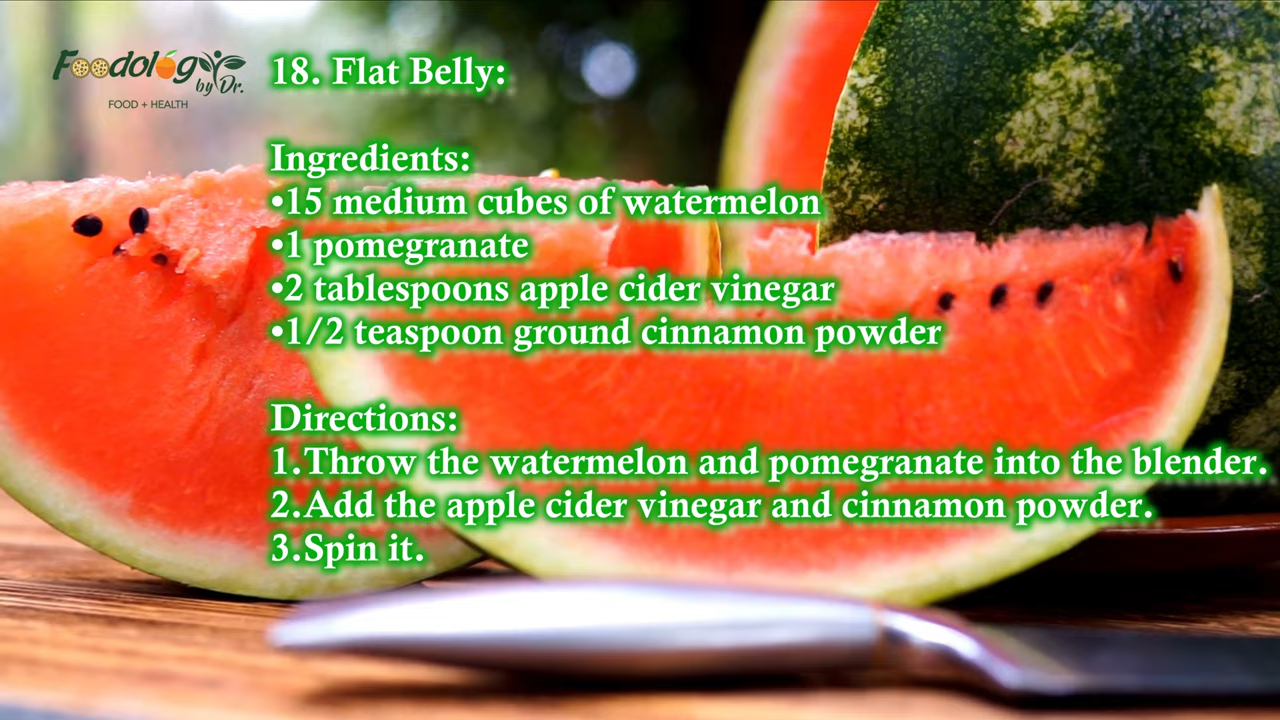 Foodology
by Dr.
FOOD + HEALTH
18. Flat Belly:
Ingredients:
•15 medium cubes of watermelon
•1 pomegranate
•2 tablespoons apple cider vinegar
•1/2 teaspoon ground cinnamon powder
Directions:
1.Throw the watermelon and pomegranate into the blender.
2.Add the apple cider vinegar and cinnamon powder.
3.Spin it.